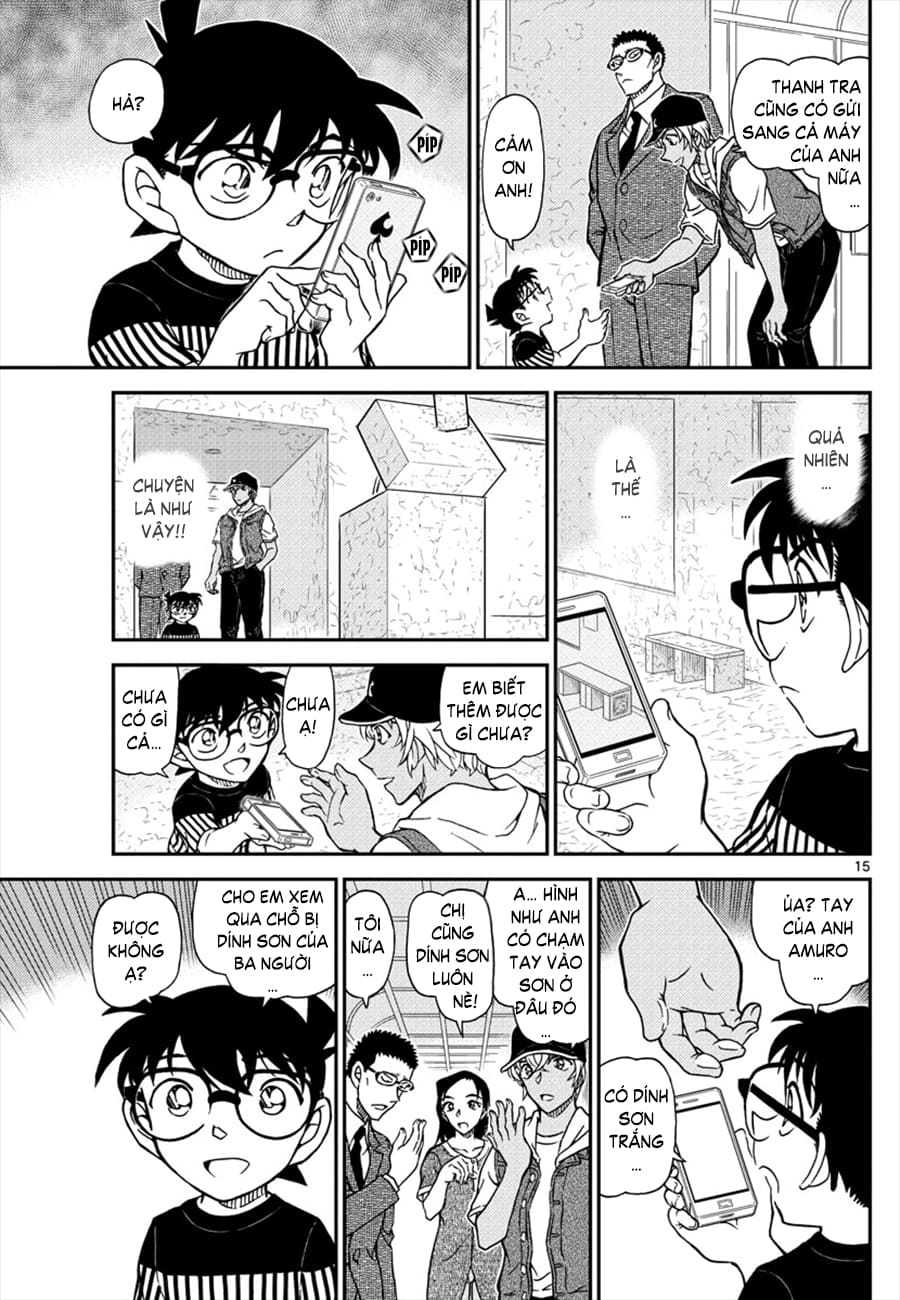 THANH TRA
CŨNG CÓ GỬI
SANG CẢ MÁY
CỦA ANH
NỮA
...
CẢM
ƠN
ANH!
HẢ?
PÍP
PÍP
PÍP
QUẢ
NHIÊN
...
LÀ
THẾ
...
CHUYỆN
LÀ NHƯ
VẬY!!
EM BIẾT
THÊM ĐƯỢC
GÌ CHƯA?
CHƯA
Ạ!
CHƯA
CÓ GÌ
CẢ...
15
ỦA? TAY
CỦA ANH
AMURO
...
CÓ DÍNH
SƠN
TRẮNG
...
A... HÌNH
NHƯ ANH
CÓ CHẠM
TAY VÀO
SƠN Ở
ĐÂU ĐÓ
...
CHỊ
CŨNG
DÍNH SƠN
LUÔN
NÈ!
TÔI
NỮA
...
CHO EM XEM
QUA CHỖ BỊ
DÍNH SƠN CỦA
BA NGƯỜI
...
ĐƯỢC
KHÔNG
Ạ?